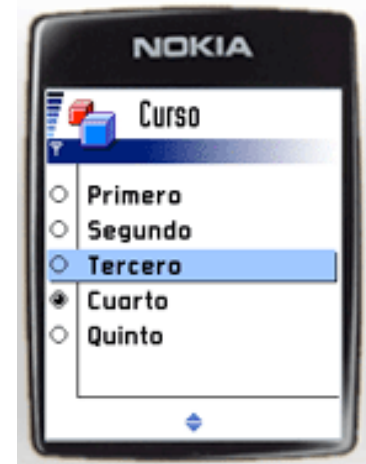 NOKIA
Curso
Primero
Segundo
Tercero
Cuarto
Quinto